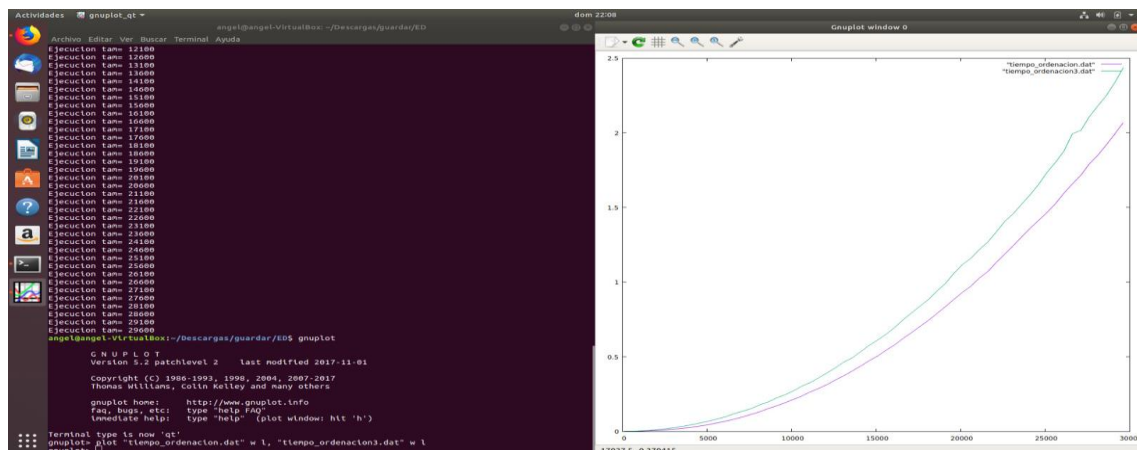 Actividades
gnuplot_qt
dom 22:08
angel@angel-VirtualBox: ~/Descargas/guardar/ED
Archivo Editar Ver Buscar Terminal Ayuda
Ejecucion tam= 12100
Ejecucion tam= 12600
Ejecucion tam= 13100
Ejecucion tam= 13600
Ejecucion tam= 14100
Ejecucion tam= 14600
Ejecucion tam= 15100
Ejecucion tam= 15600
Ejecucion tam= 16100
Ejecucion tam= 16600
Ejecucion tam= 17100
Ejecucion tam= 17600
Ejecucion tam= 18100
Ejecucion tam= 18600
Ejecucion tam= 19100
Ejecucion tam= 19600
Ejecucion tam= 20100
Ejecucion tam= 20600
Ejecucion tam= 21100
Ejecucion tam= 21600
Ejecucion tam= 22100
Ejecucion tam= 22600
Ejecucion tam= 23100
Ejecucion tam= 23600
Ejecucion tam= 24100
Ejecucion tam= 24600
Ejecucion tam= 25100
Ejecucion tam= 25600
Ejecucion tam= 26100
Ejecucion tam= 26600
Ejecucion tam= 27100
Ejecucion tam= 27600
Ejecucion tam= 28100
Ejecucion tam= 28600
Ejecucion tam= 29100
Ejecucion tam= 29600
angel@angel-VirtualBox:~/Descargas/guardar/ED$ gnuplot
G N U P L O T
Version 5.2 patchlevel 2 last modified 2017-11-01
Copyright (C) 1986-1993, 1998, 2004, 2007-2017
Thomas Williams, Colin Kelley and many others
gnuplot home: http://www.gnuplot.info
faq, bugs, etc: type "help FAQ"
immediate help: type "help" (plot window: hit 'h')
Terminal type is now 'qt'
gnuplot> plot "tiempo_ordenacion.dat" w l, "tiempo_ordenacion3.dat" w l
gnuplot>
Gnuplot window 0
"tiempo_ordenacion.dat"
"tiempo_ordenacion3.dat"
2.5
2
1.5
1
0.5
0
0 5000 10000 15000 20000 25000 3000